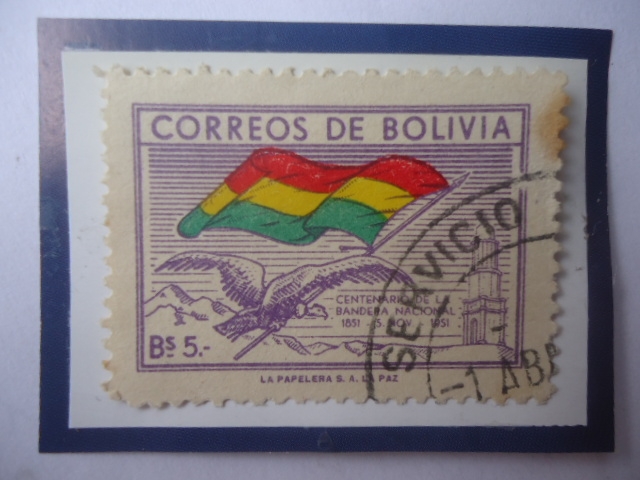 CORREOS DE BOLIVIA
CENTENARIO DE LA
BANDERA NACIONAL
1851 - 5. NOV - 1951
Bs 5.-
LA PAPELERA S. A. LA PAZ
SERVICIO
-1 ABR